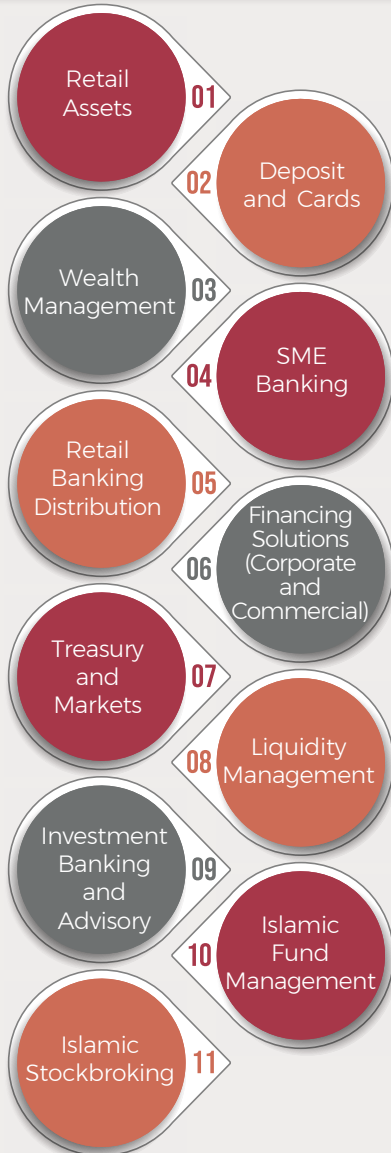 Retail
Assets
01
02
Deposit
and Cards
Wealth
Management
03
04
SME
Banking
Retail
Banking
Distribution
05
06
Financing
Solutions
(Corporate
and
Commercial)
Treasury
and
Markets
07
08
Liquidity
Management
Investment
Banking
and
Advisory
09
10
Islamic
Fund
Management
Islamic
Stockbroking
11